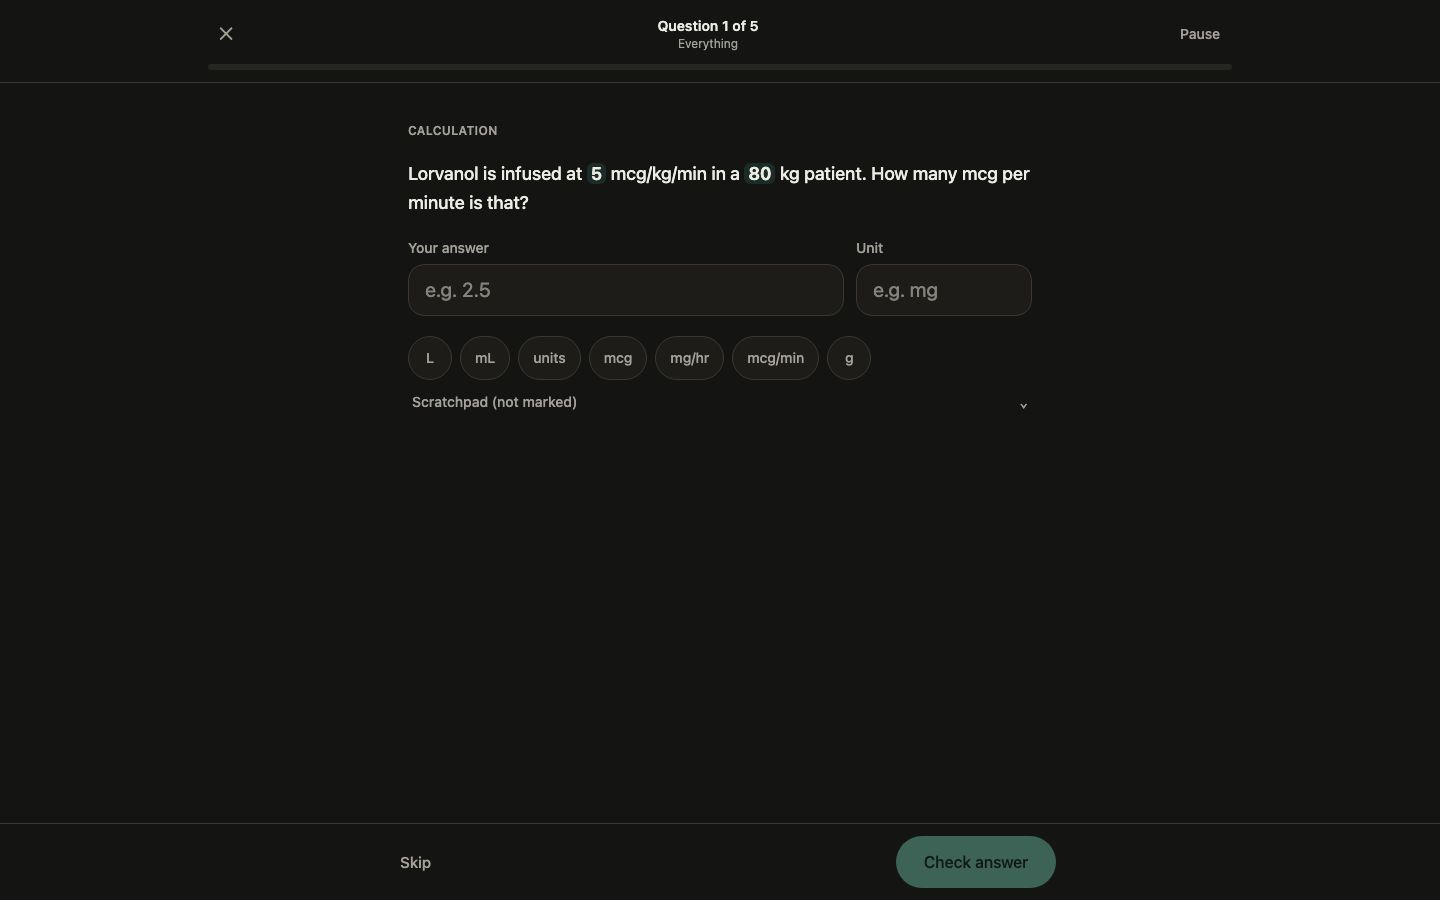 Question 1 of 5
Everything
Pause
CALCULATION
Lorvanol is infused at 5 mcg/kg/min in a 80 kg patient. How many mcg per
minute is that?
Your answer
Unit
e.g. 2.5
e.g. mg
L
mL
units
mcg
mg/hr
mcg/min
g
Scratchpad (not marked)
Skip
Check answer